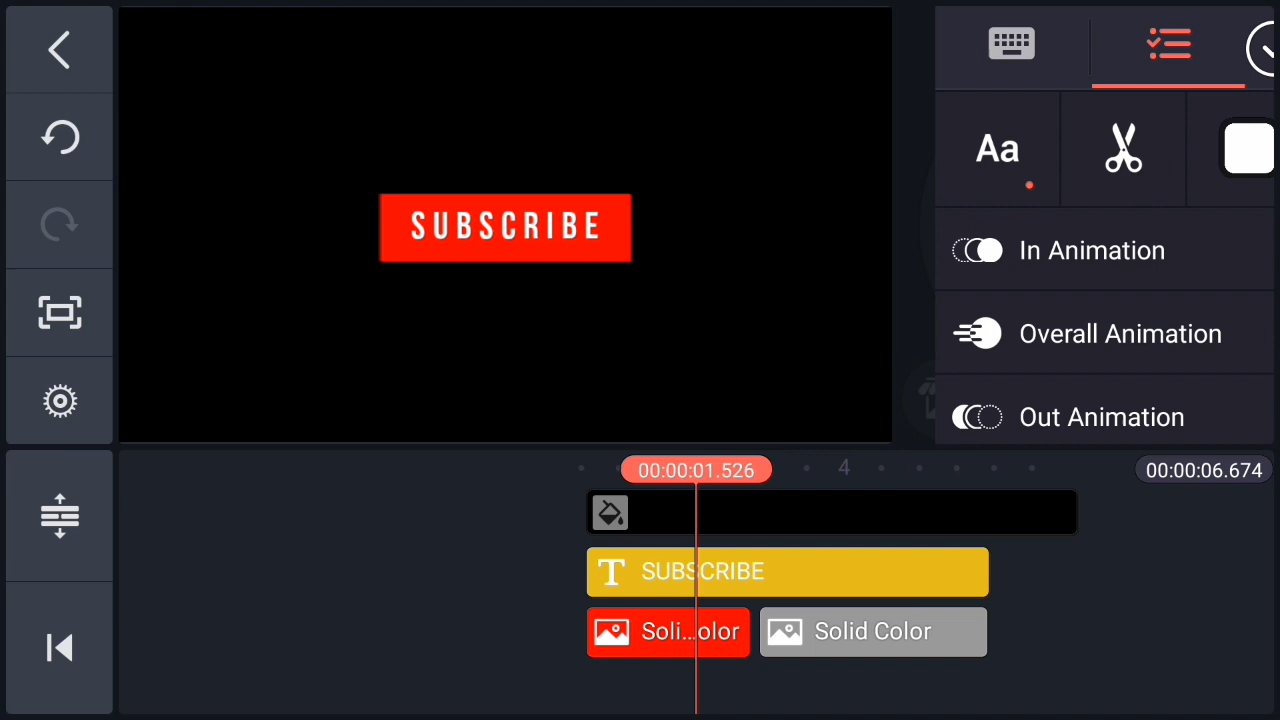 SUBSCRIBE
Aa
In Animation
Overall Animation
Out Animation
00:00:01.526
4
00:00:06.674
T SUBSCRIBE
Soli...olor
Solid Color